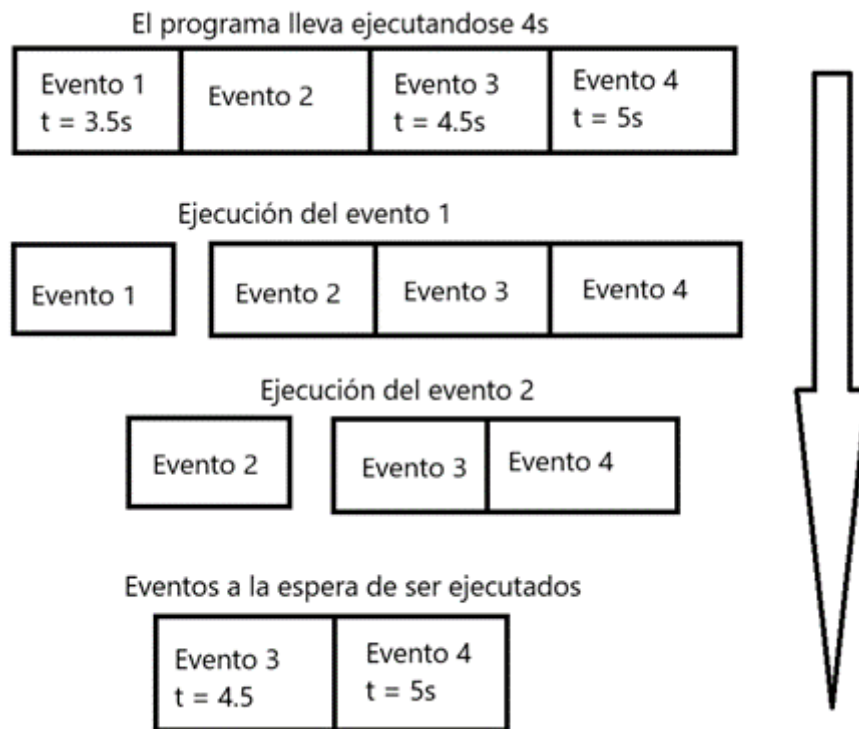 El programa lleva ejecutandose 4s
Evento 1
t = 3.5s
Evento 2
Evento 3
t = 4.5s
Evento 4
t = 5s
Ejecución del evento 1
Evento 1
Evento 2
Evento 3
Evento 4
Ejecución del evento 2
Evento 2
Evento 3
Evento 4
Eventos a la espera de ser ejecutados
Evento 3
t = 4.5
Evento 4
t = 5s